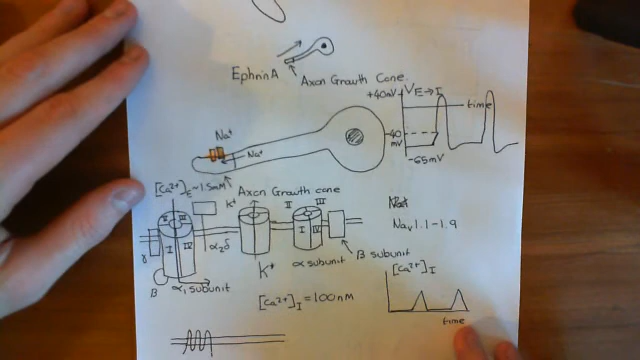 EphrinA
Axon Growth Cone
+40mV
VE→I
time
Na+
Na+
-40
mV
-65mV
[Ca2+]E~1.5mM
Axon Growth cone
K+
II
III
II
III
I
IV
I
IV
γ
α2δ
β
α1 subunit
K+
α subunit
β subunit
Nav1.1-1.9
[Ca2+]I
[Ca2+]I=100nM
time